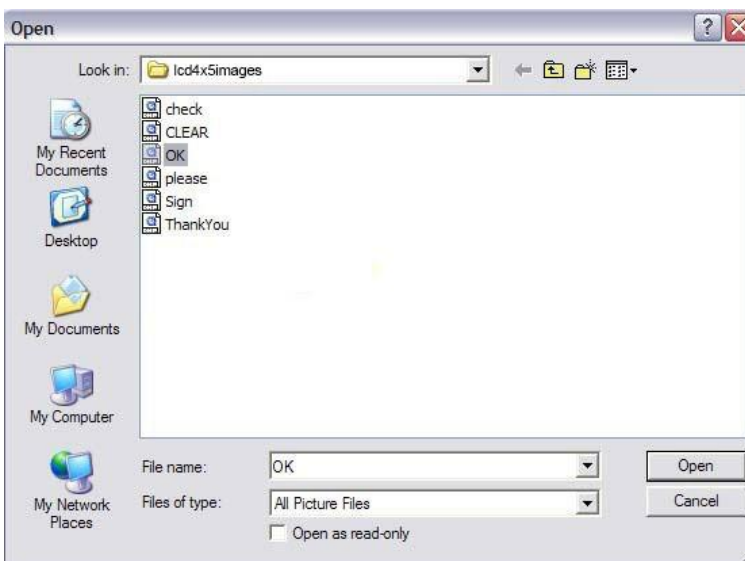 Open
Look in: lcd4x5images
My Recent
Documents
Desktop
My Documents
My Computer
My Network
Places
check
CLEAR
OK
please
Sign
ThankYou
File name: OK
Open
Files of type: All Picture Files
Cancel
Open as read-only